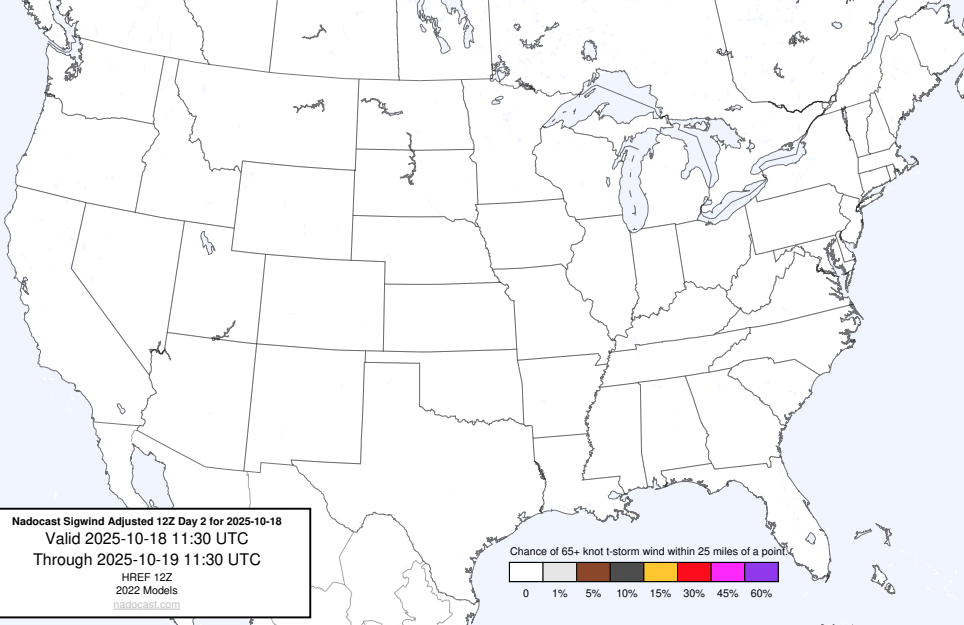 Nadocast Sigwind Adjusted 12Z Day 2 for 2025-10-18
Valid 2025-10-18 11:30 UTC
Through 2025-10-19 11:30 UTC
HREF 12Z
2022 Models
nadocast.com
Chance of 65+ knot t-storm wind within 25 miles of a point.
0 1% 5% 10% 15% 30% 45% 60%